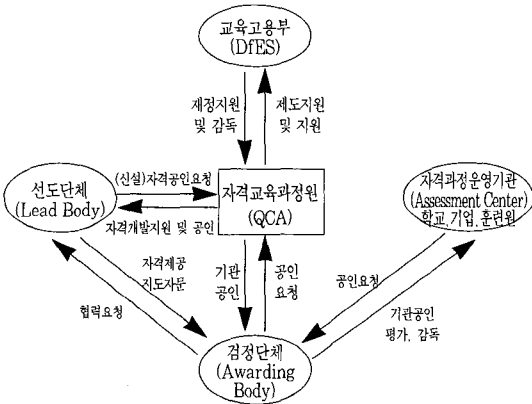 교육고용부
(DfES)
재정지원
및 감독
제도지원
및 지원
선도단체
(Lead Body)
(신설)자격공인요청
자격개발지원 및 공인
자격교육과정원
(QCA)
자격과정운영기관
(Assessment Center)
학교, 기업, 훈련원
자격제공
지도자문
협력요청
기관
공인
공인
요청
공인요청
기관공인
평가, 감독
검정단체
(Awarding
Body)